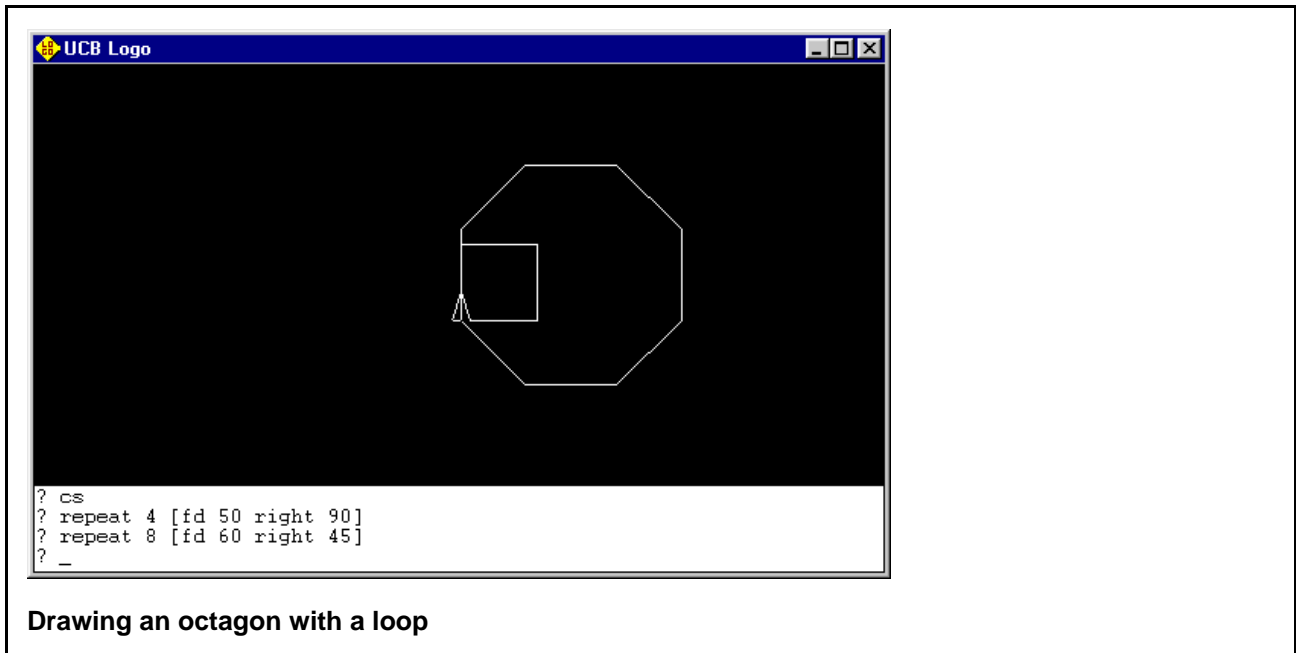 UCB Logo
? cs
? repeat 4 [fd 50 right 90]
? repeat 8 [fd 60 right 45]
? _
Drawing an octagon with a loop